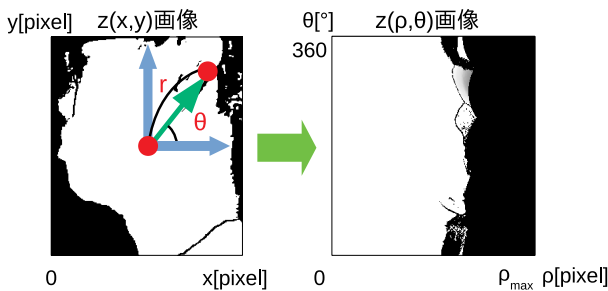 y[pixel] z(x,y)画像
r
θ
0 x[pixel]
θ[°] z(ρ,θ)画像
360
0 ρmax ρ[pixel]